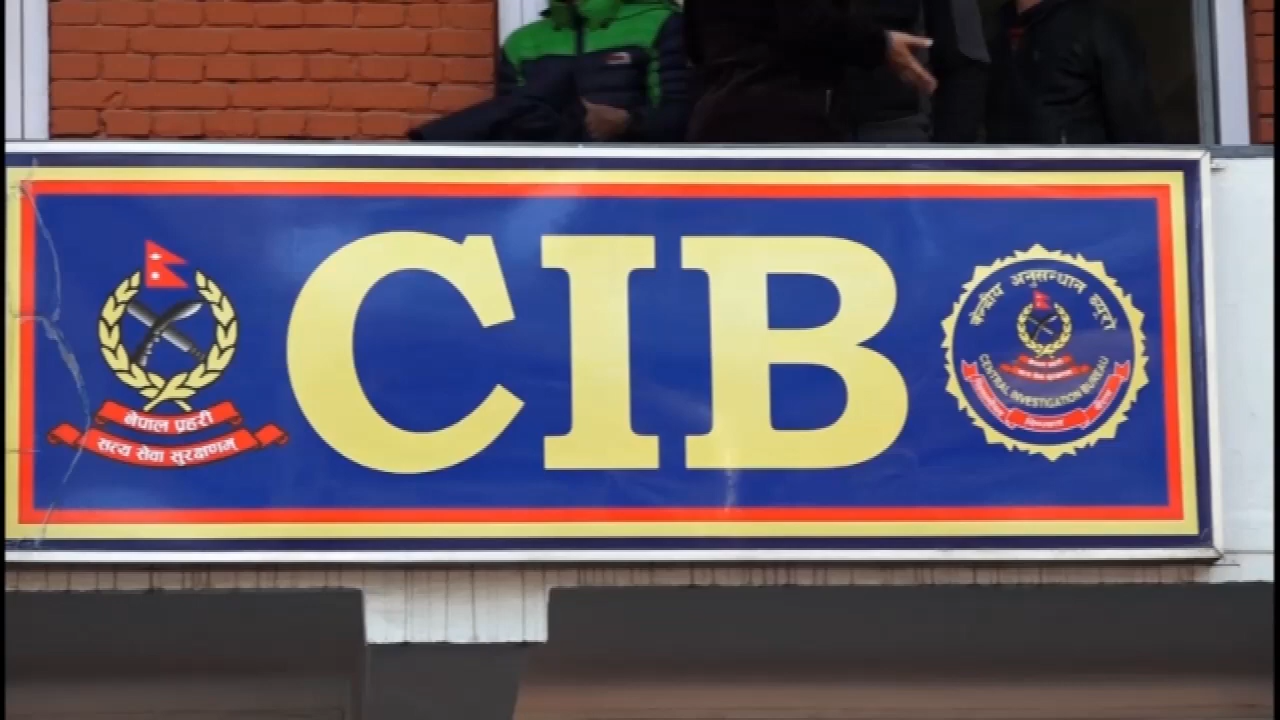 नेपाल प्रहरी
सत्य सेवा सुरक्षणम्
CIB
केन्द्रीय अनुसन्धान ब्यूरो
CENTRAL INVESTIGATION BUREAU